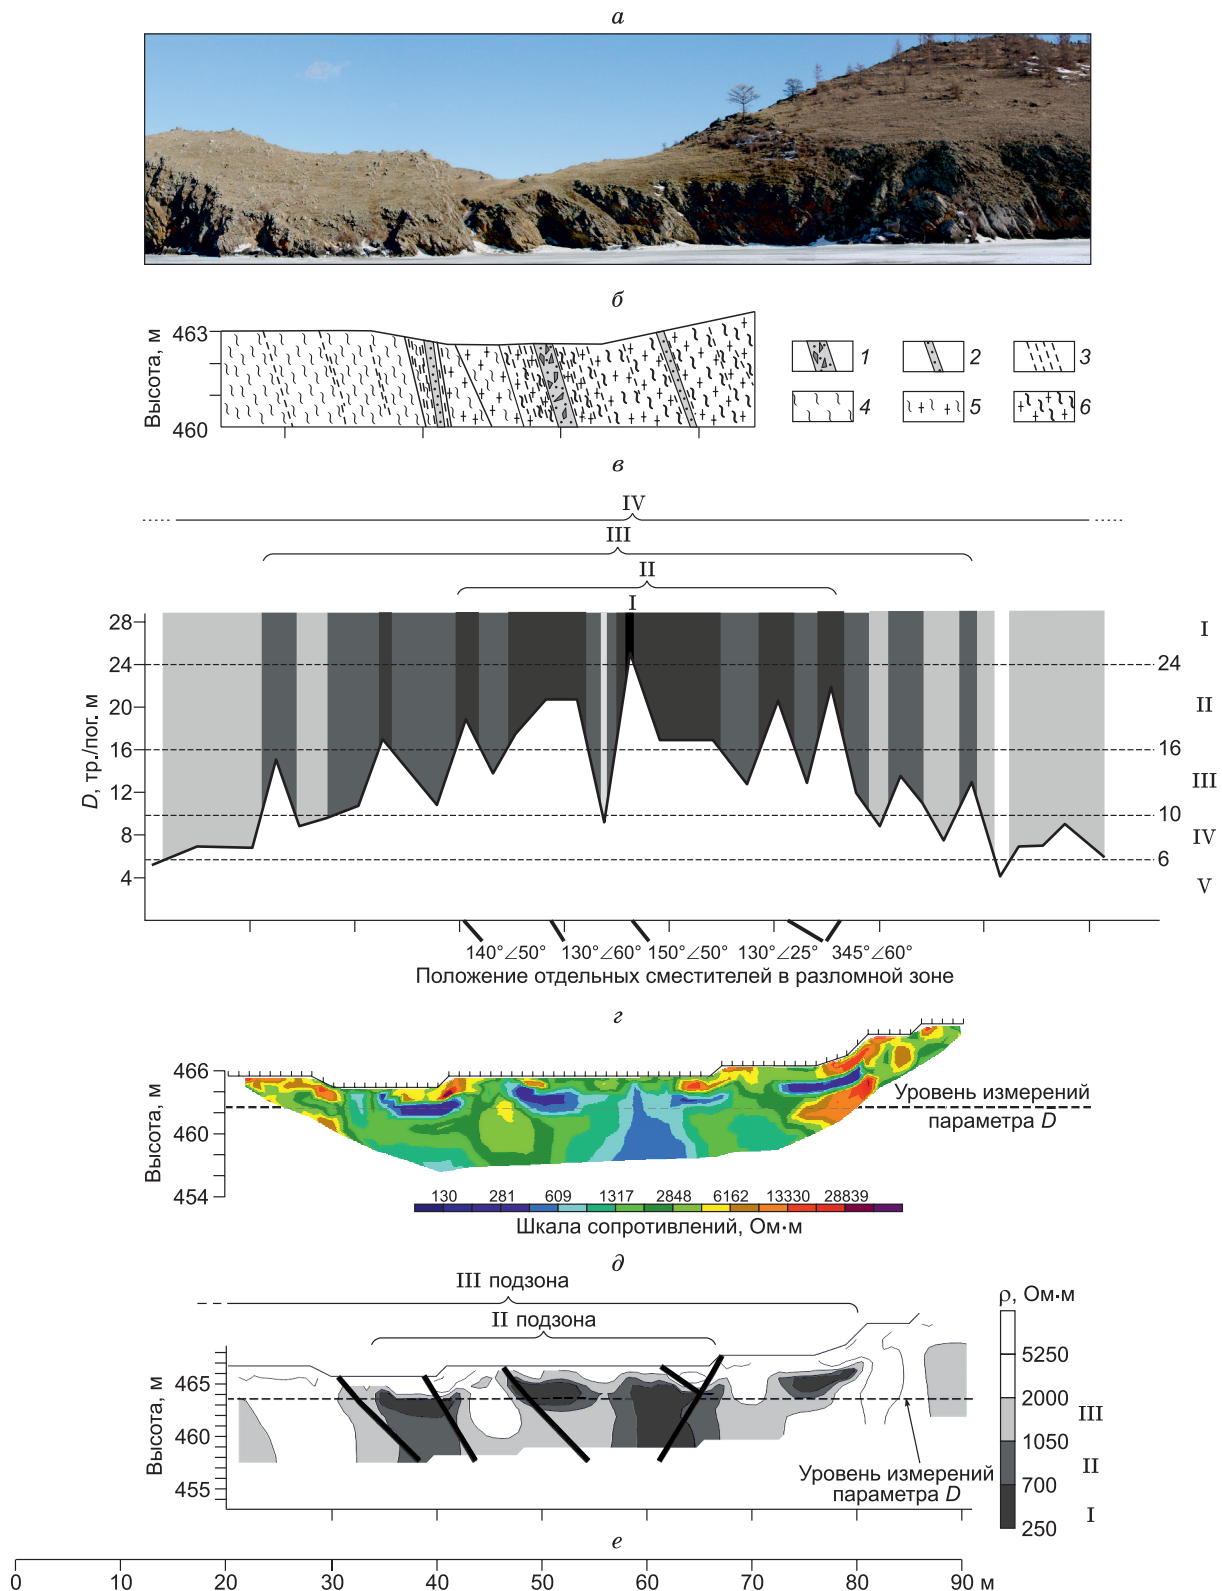 а
б
Высота, м
463
460
1
2
3
4
5
6
в
IV
III
II
I
D, тр./пог. м
28
24
20
16
12
8
4
24
16
10
6
I
II
III
IV
V
140°∠50° 130°∠60° 150°∠50° 130°∠25° 345°∠60°
Положение отдельных сместителей в разломной зоне
г
Высота, м
466
460
454
Уровень измерений
параметра D
130 281 609 1317 2848 6162 13330 28839
Шкала сопротивлений, Ом·м
д
III подзона
II подзона
Высота, м
465
460
455
Уровень измерений
параметра D
ρ, Ом·м
5250
2000
1050
700
250
III
II
I
е
0 10 20 30 40 50 60 70 80 90 м